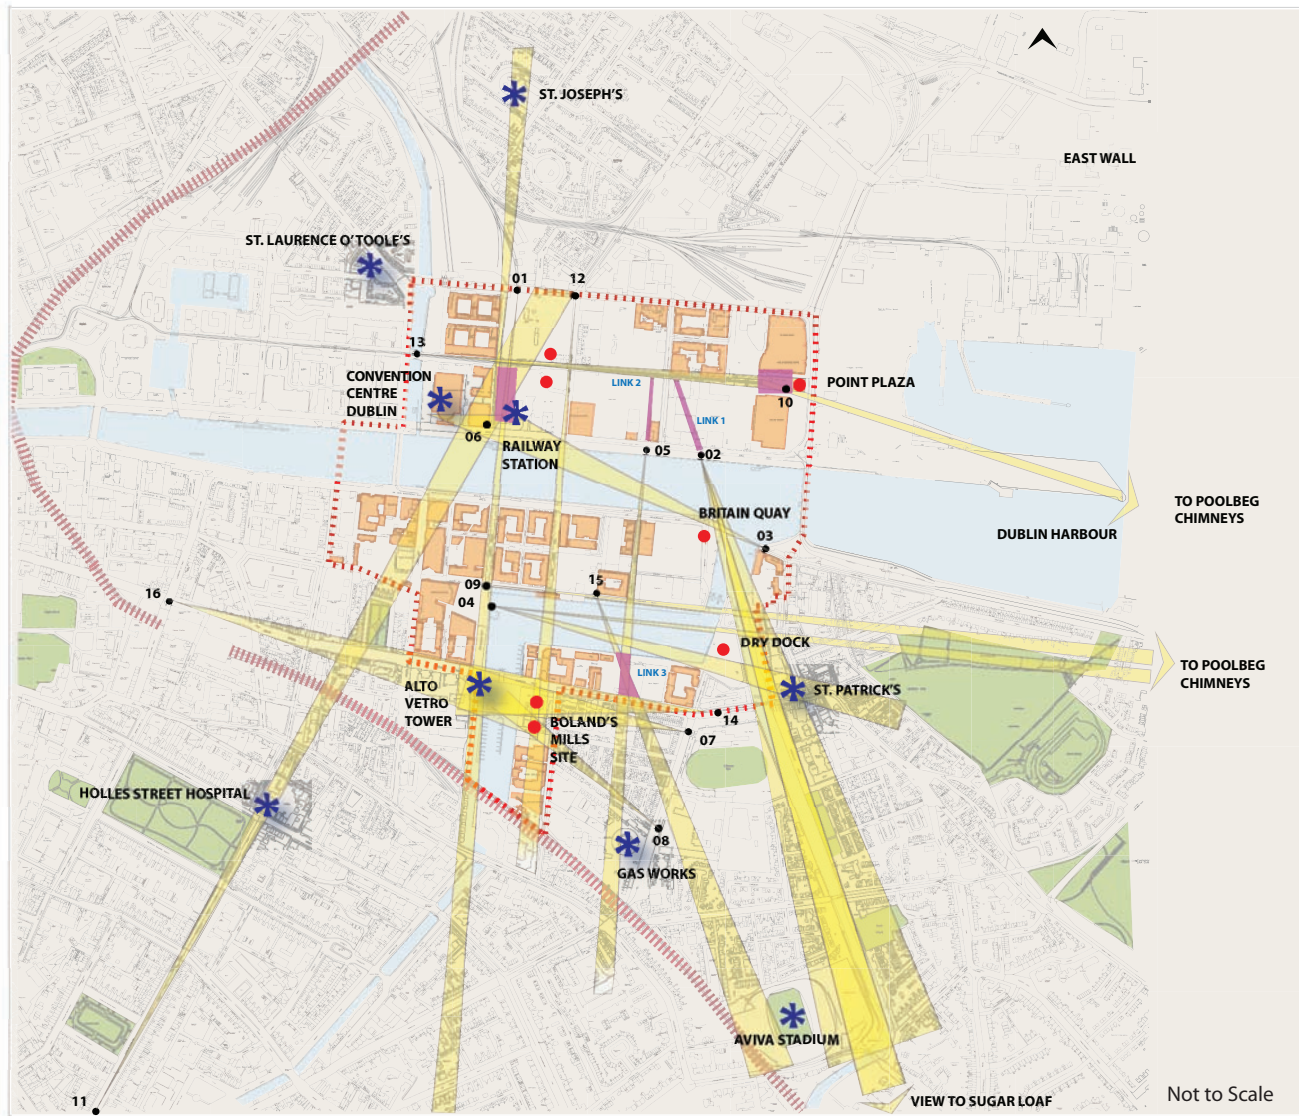 ST. JOSEPH'S
EAST WALL
ST. LAURENCE O'TOOLE'S
01
12
13
CONVENTION
CENTRE
DUBLIN
LINK 2
POINT PLAZA
10
LINK 1
06
RAILWAY
STATION
05
02
TO POOLBEG
CHIMNEYS
BRITAIN QUAY
DUBLIN HARBOUR
03
09
15
16
04
DRY DOCK
TO POOLBEG
CHIMNEYS
LINK 3
ALTO
VETRO
TOWER
ST. PATRICK'S
14
BOLAND'S
MILLS
SITE
07
HOLLES STREET HOSPITAL
08
GAS WORKS
AVIVA STADIUM
11
VIEW TO SUGAR LOAF
Not to Scale